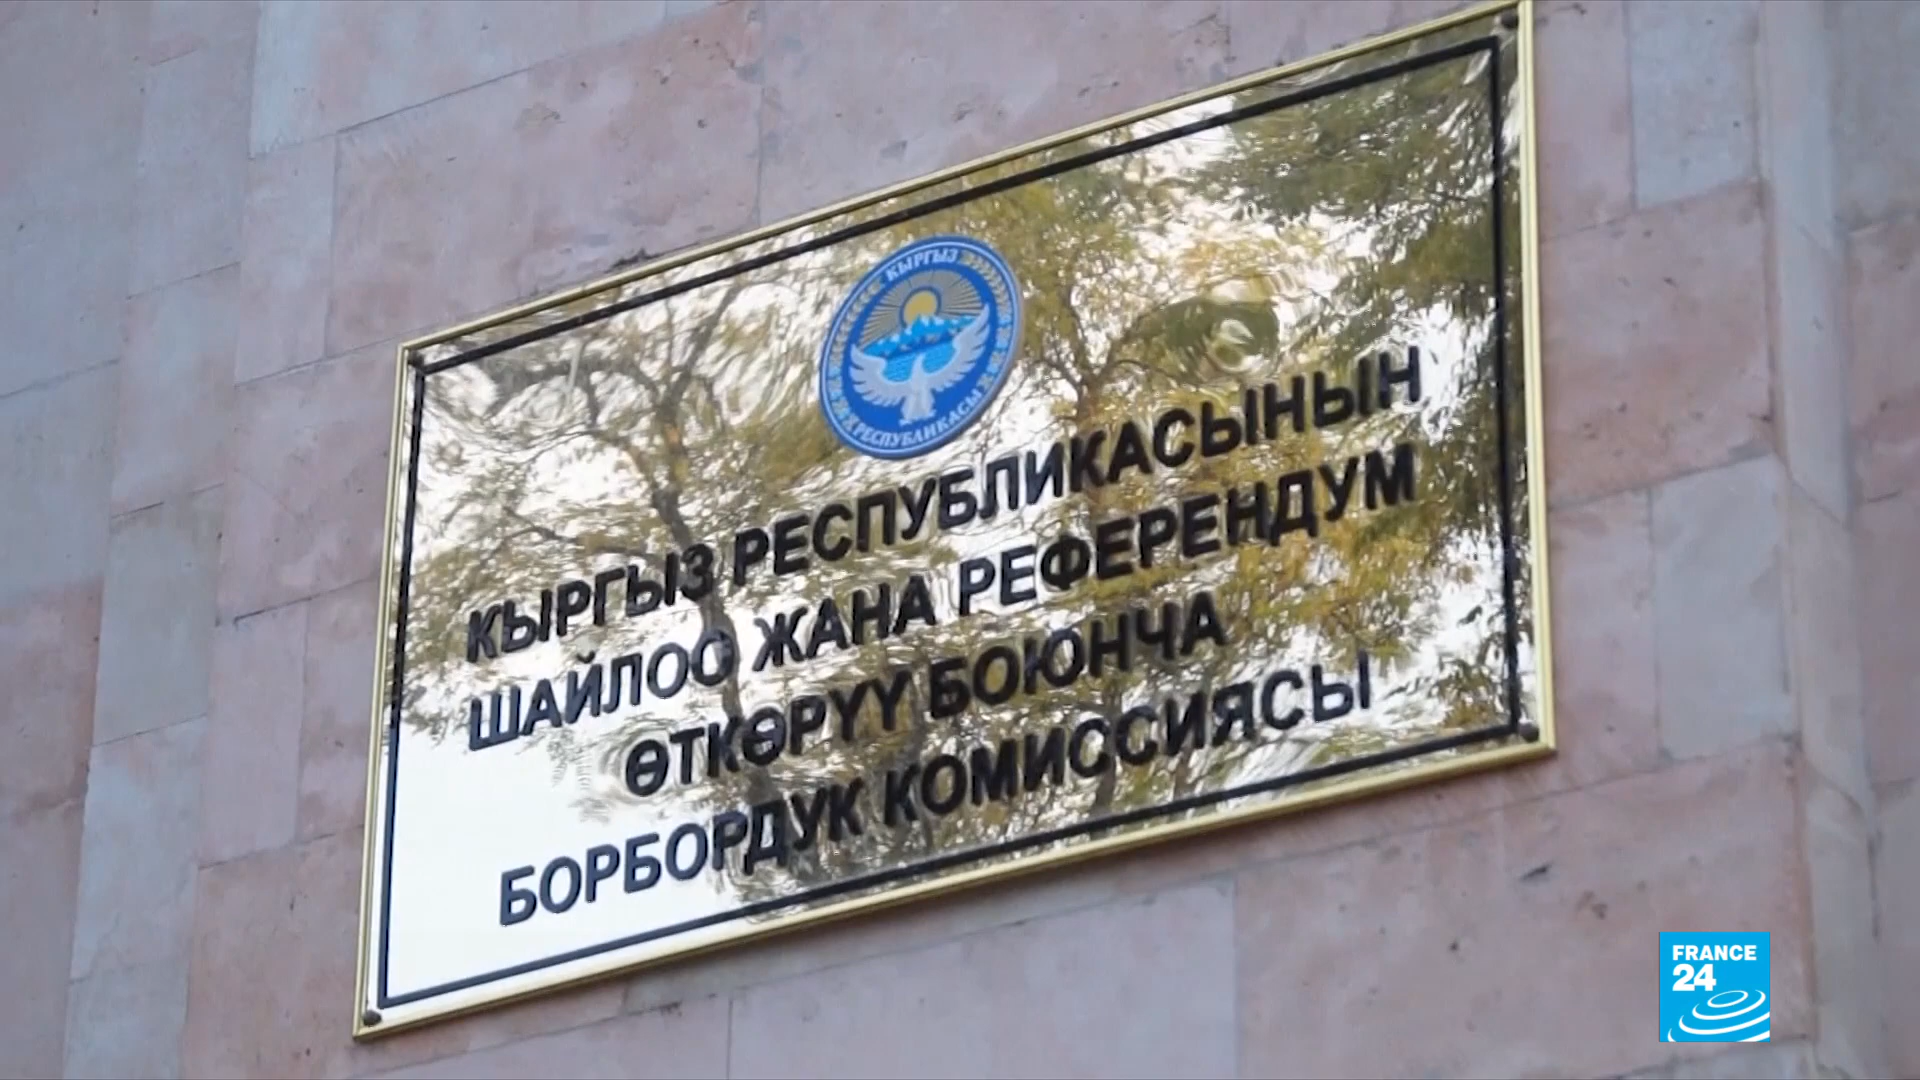 КЫРГЫЗ
РЕСПУБЛИКАСЫ
КЫРГЫЗ РЕСПУБЛИКАСЫНЫН
ШАЙЛОО ЖАНА РЕФЕРЕНДУМ
ӨТКӨРҮҮ БОЮНЧА
БОРБОРДУК КОМИССИЯСЫ
FRANCE
24